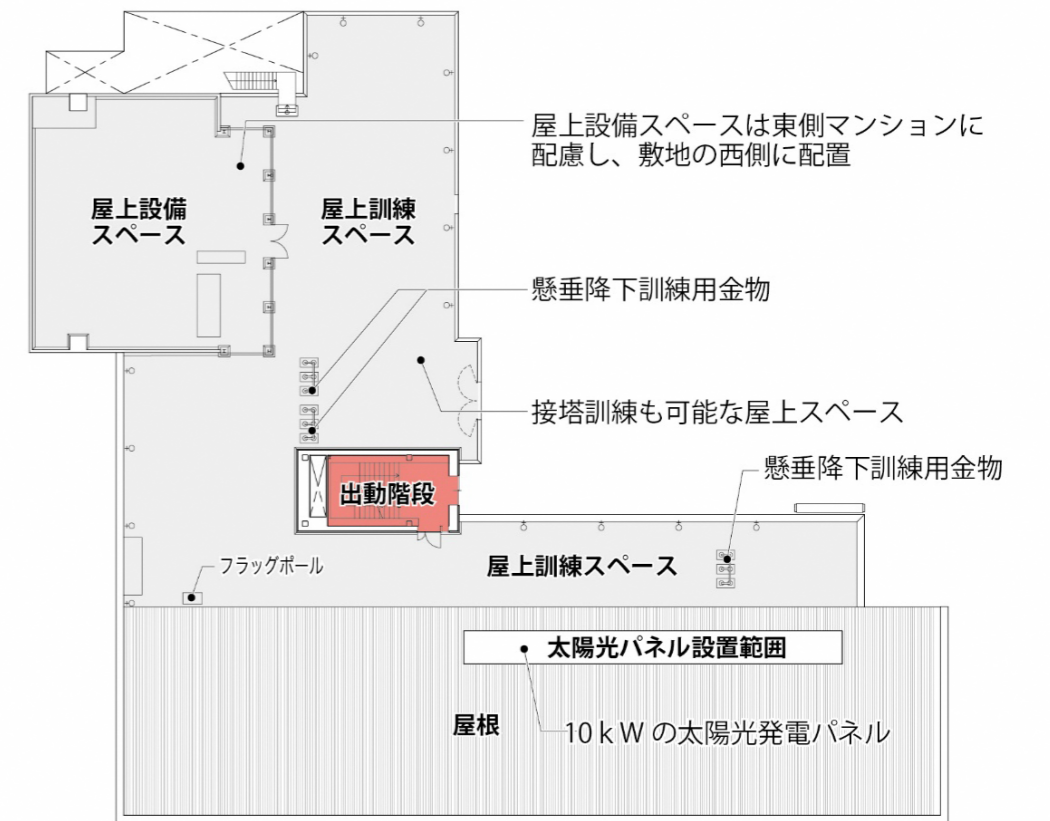 屋上設備スペースは東側マンションに
配慮し、敷地の西側に配置
屋上設備
スペース
屋上訓練
スペース
懸垂降下訓練用金物
接塔訓練も可能な屋上スペース
懸垂降下訓練用金物
出動階段
フラッグポール
屋上訓練スペース
太陽光パネル設置範囲
屋根
10kWの太陽光発電パネル